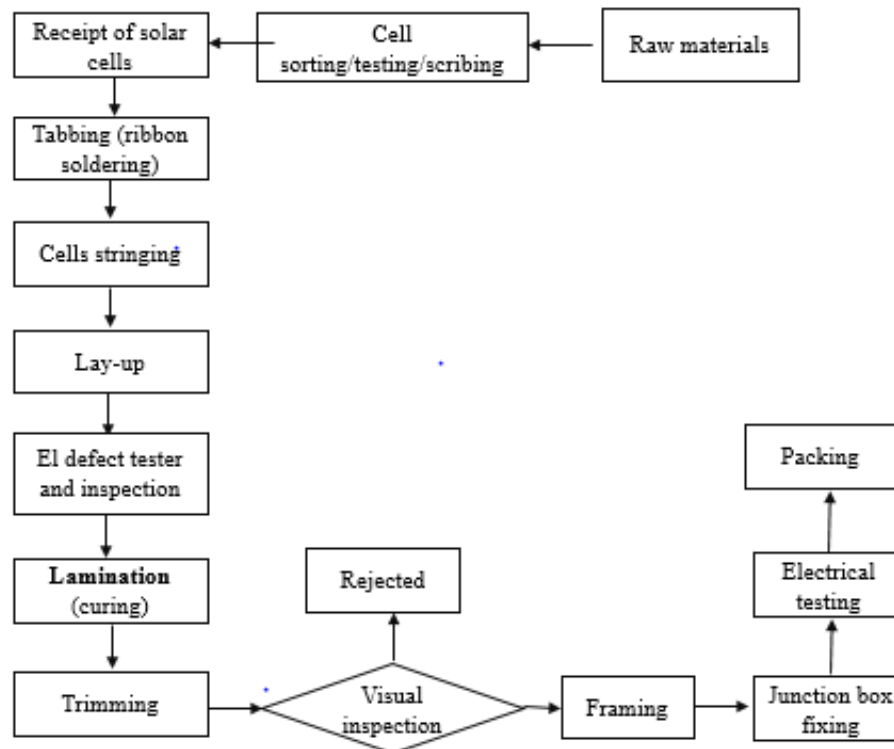 Receipt of solar
cells
Cell
sorting/testing/scribing
Raw materials
Tabbing (ribbon
soldering)
Cells stringing
Lay-up
El defect tester
and inspection
Lamination
(curing)
Trimming
Visual
inspection
Rejected
Framing
Junction box
fixing
Electrical
testing
Packing